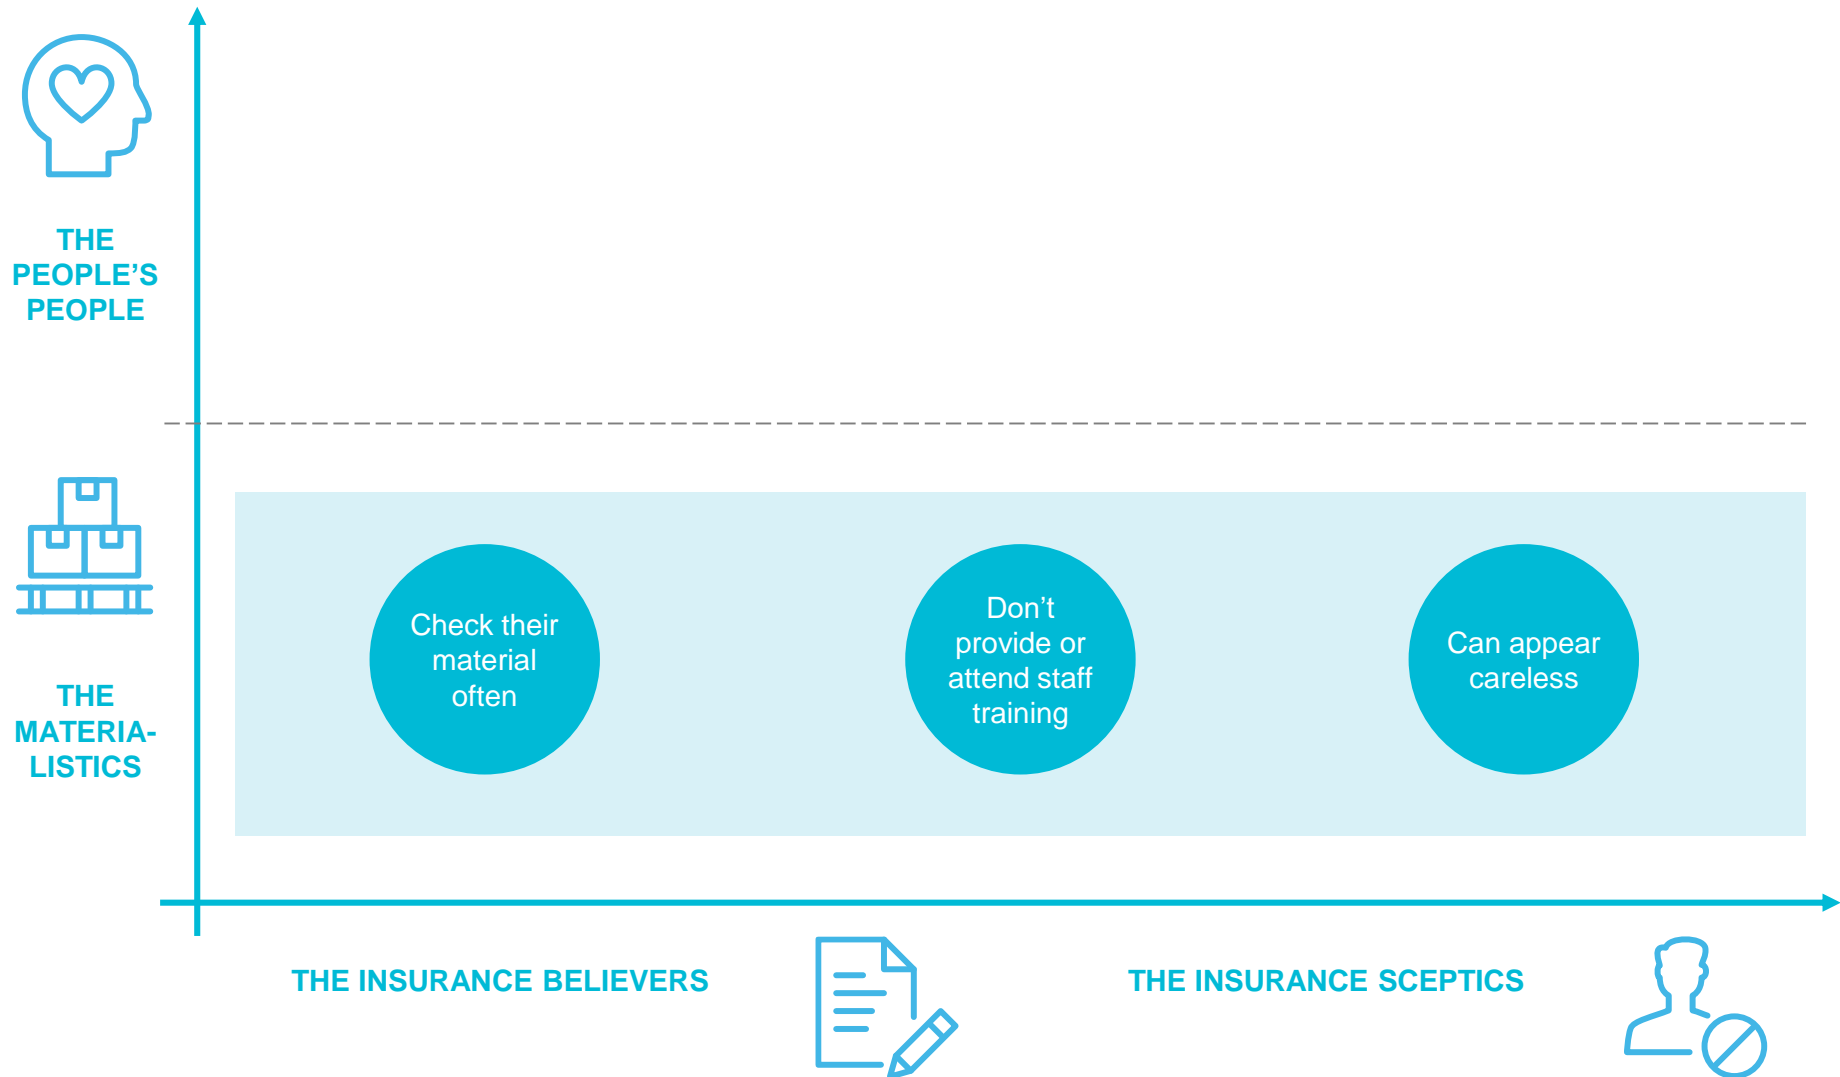 THE
PEOPLE’S
PEOPLE
THE
MATERIA-
LISTICS
Check their
material
often
Don’t
provide or
attend staff
training
Can appear
careless
THE INSURANCE BELIEVERS
THE INSURANCE SCEPTICS